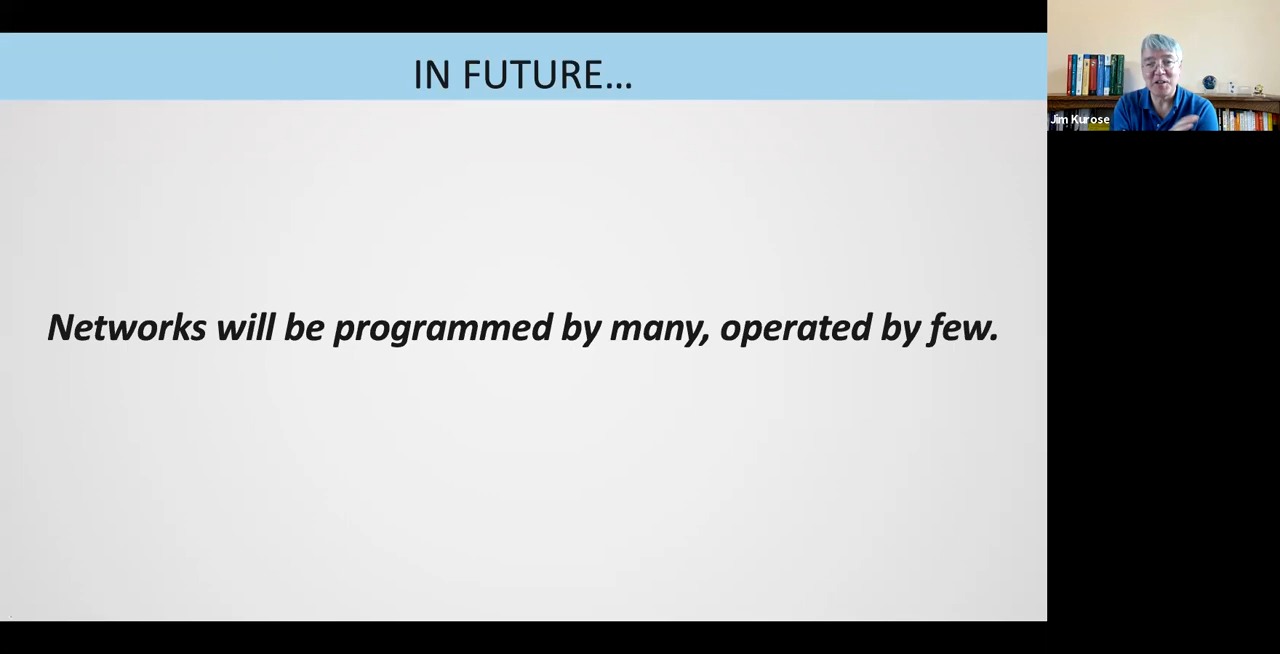 IN FUTURE...
Jim Kurose
Networks will be programmed by many, operated by few.